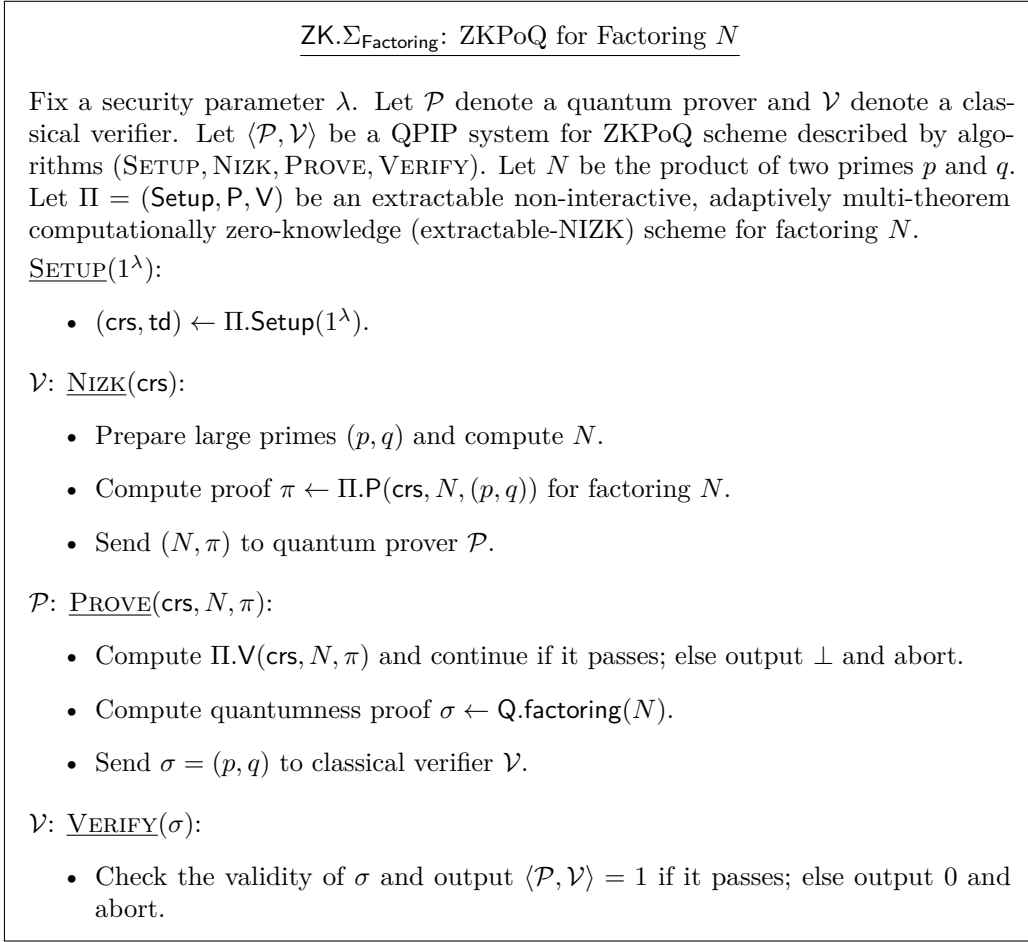 ZK.Σ_Factoring: ZKPoQ for Factoring N
Fix a security parameter λ. Let 𝒫 denote a quantum prover and 𝒱 denote a clas-
sical verifier. Let ⟨𝒫, 𝒱⟩ be a QPIP system for ZKPoQ scheme described by algo-
rithms (SETUP, NIZK, PROVE, VERIFY). Let N be the product of two primes p and q.
Let Π = (Setup, P, V) be an extractable non-interactive, adaptively multi-theorem
computationally zero-knowledge (extractable-NIZK) scheme for factoring N.
SETUP(1^λ):
• (crs, td) ← Π.Setup(1^λ).
𝒱: NIZK(crs):
• Prepare large primes (p, q) and compute N.
• Compute proof π ← Π.P(crs, N, (p, q)) for factoring N.
• Send (N, π) to quantum prover 𝒫.
𝒫: PROVE(crs, N, π):
• Compute Π.V(crs, N, π) and continue if it passes; else output ⊥ and abort.
• Compute quantumness proof σ ← Q.factoring(N).
• Send σ = (p, q) to classical verifier 𝒱.
𝒱: VERIFY(σ):
• Check the validity of σ and output ⟨𝒫, 𝒱⟩ = 1 if it passes; else output 0 and
abort.